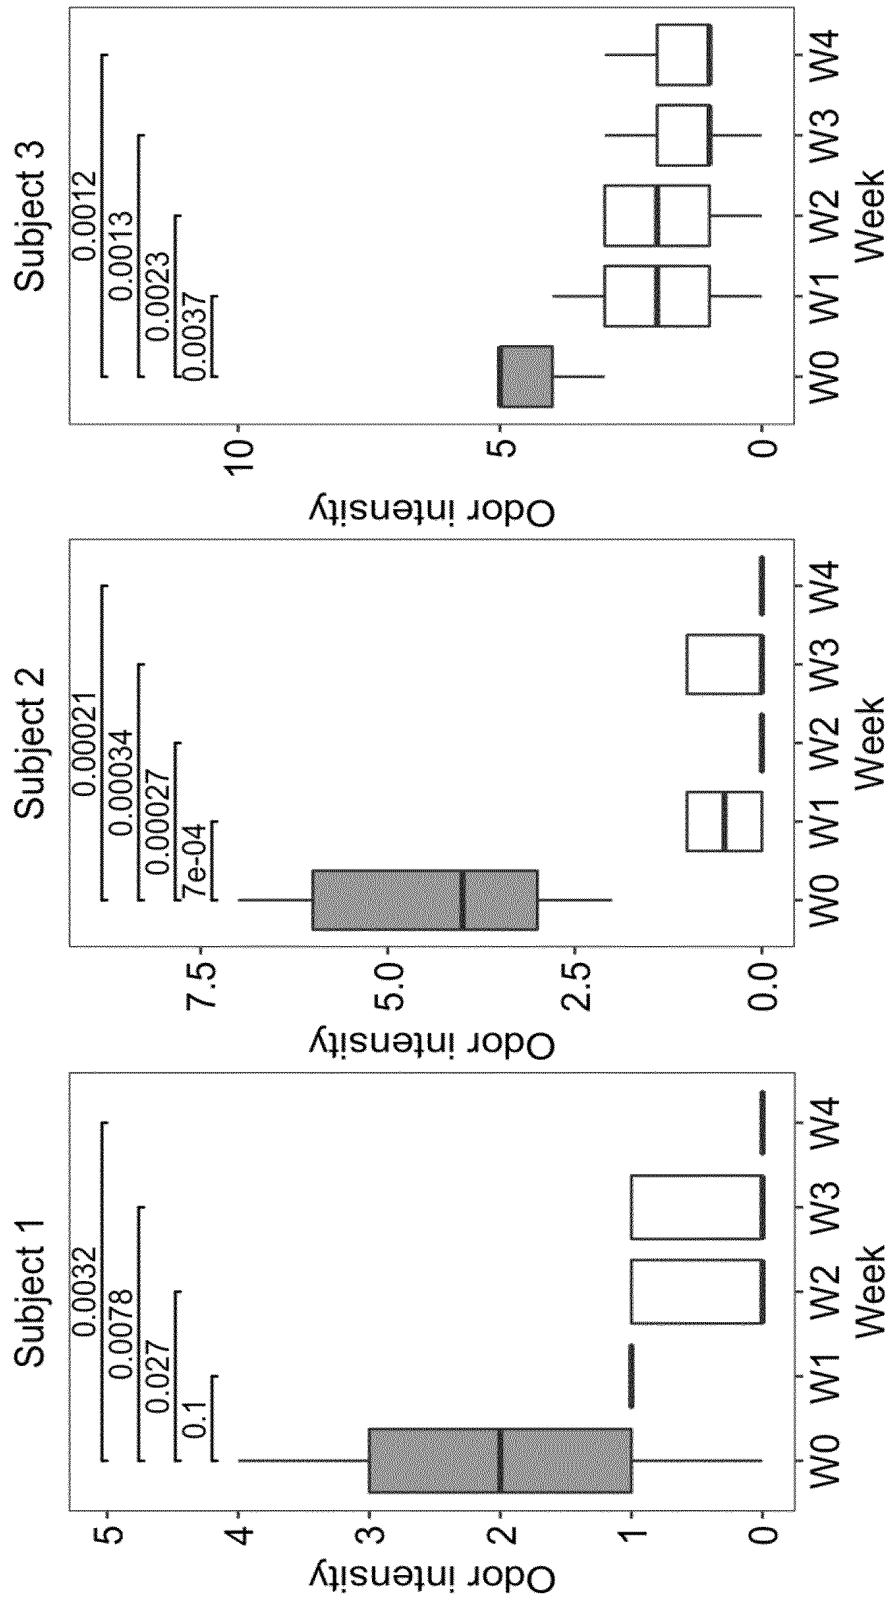 Subject 1
0.0032
0.0078
0.027
0.1
5
4
3
2
1
0
Odor intensity
W0 W1 W2 W3 W4
Week
Subject 2
0.00021
0.00034
0.00027
7e-04
7.5
5.0
2.5
0.0
Odor intensity
W0 W1 W2 W3 W4
Week
Subject 3
0.0012
0.0013
0.0023
0.0037
10
5
0
Odor intensity
W0 W1 W2 W3 W4
Week